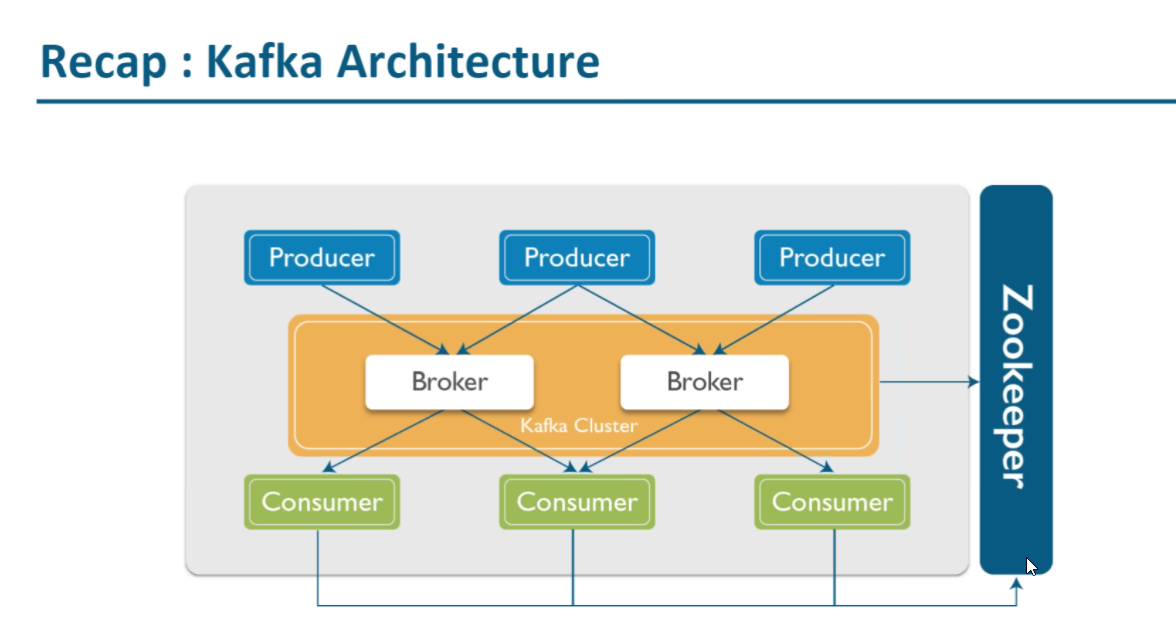 Recap : Kafka Architecture
Producer
Producer
Producer
Broker
Broker
Kafka Cluster
Consumer
Consumer
Consumer
Zookeeper